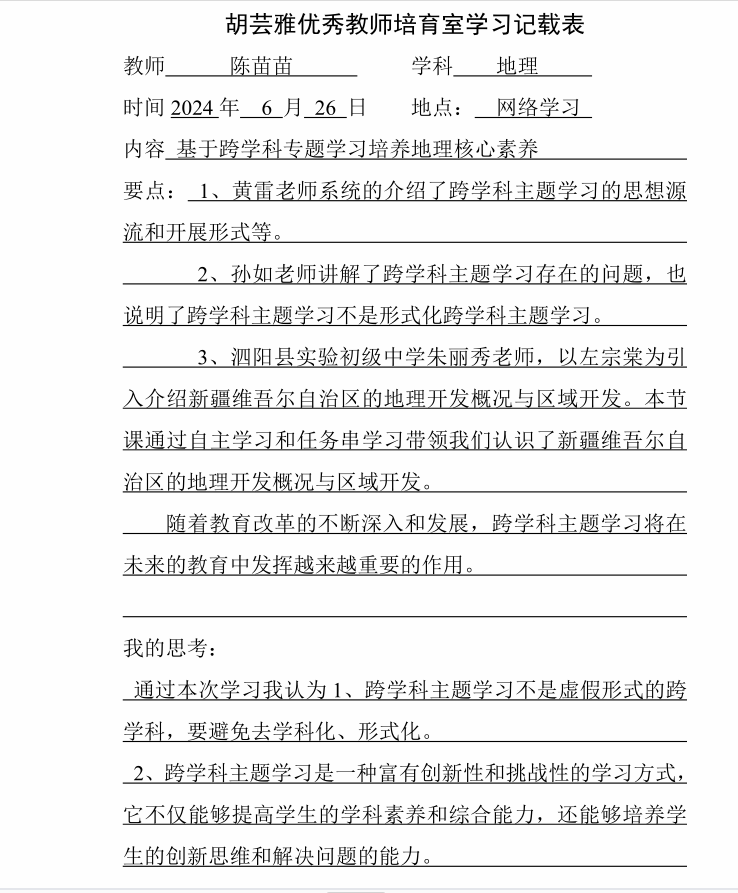 胡芸雅优秀教师培育室学习记载表
教师 陈苗苗 学科 地理
时间 2024 年 6 月 26 日 地点： 网络学习
内容 基于跨学科专题学习培养地理核心素养
要点： 1、黄雷老师系统的介绍了跨学科主题学习的思想源
流和开展形式等。
2、孙如老师讲解了跨学科主题学习存在的问题，也
说明了跨学科主题学习不是形式化跨学科主题学习。
3、泗阳县实验初级中学朱丽秀老师，以左宗棠为引
入介绍新疆维吾尔自治区的地理开发概况与区域开发。本节
课通过自主学习和任务串学习带领我们认识了新疆维吾尔自
治区的地理开发概况与区域开发。
随着教育改革的不断深入和发展，跨学科主题学习将在
未来的教育中发挥越来越重要的作用。
我的思考：
通过本次学习我认为 1、跨学科主题学习不是虚假形式的跨
学科，要避免去学科化、形式化。
2、跨学科主题学习是一种富有创新性和挑战性的学习方式，
它不仅能够提高学生的学科素养和综合能力，还能够培养学
生的创新思维和解决问题的能力。